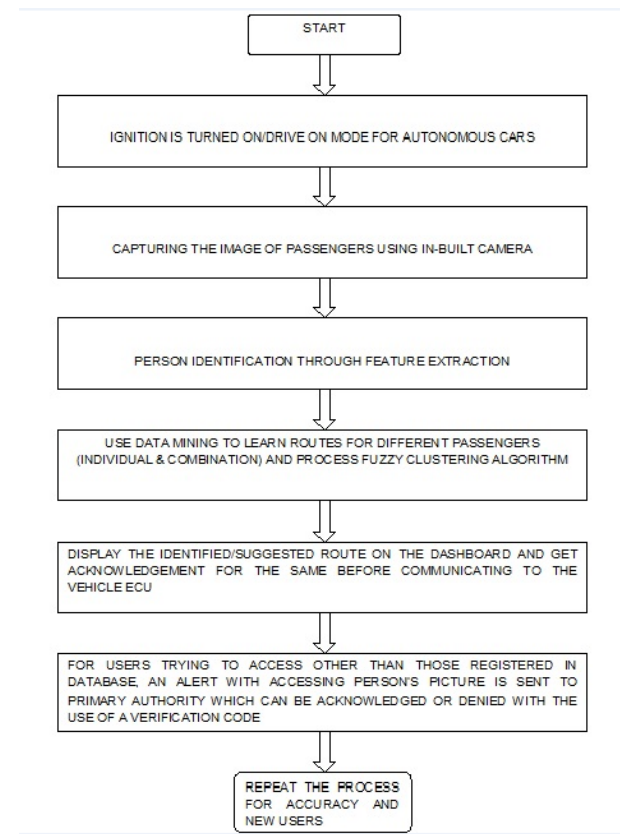 START
IGNITION IS TURNED ON/DRIVE ON MODE FOR AUTONOMOUS CARS
CAPTURING THE IMAGE OF PASSENGERS USING IN-BUILT CAMERA
PERSON IDENTIFICATION THROUGH FEATURE EXTRACTION
USE DATA MINING TO LEARN ROUTES FOR DIFFERENT PASSENGERS
(INDIVIDUAL & COMBINATION) AND PROCESS FUZZY CLUSTERING ALGORITHM
DISPLAY THE IDENTIFIED/SUGGESTED ROUTE ON THE DASHBOARD AND GET
ACKNOWLEDGEMENT FOR THE SAME BEFORE COMMUNICATING TO THE
VEHICLE ECU
FOR USERS TRYING TO ACCESS OTHER THAN THOSE REGISTERED IN
DATABASE, AN ALERT WITH ACCESSING PERSON'S PICTURE IS SENT TO
PRIMARY AUTHORITY WHICH CAN BE ACKNOWLEDGED OR DENIED WITH THE
USE OF A VERIFICATION CODE
REPEAT THE PROCESS
FOR ACCURACY AND
NEW USERS